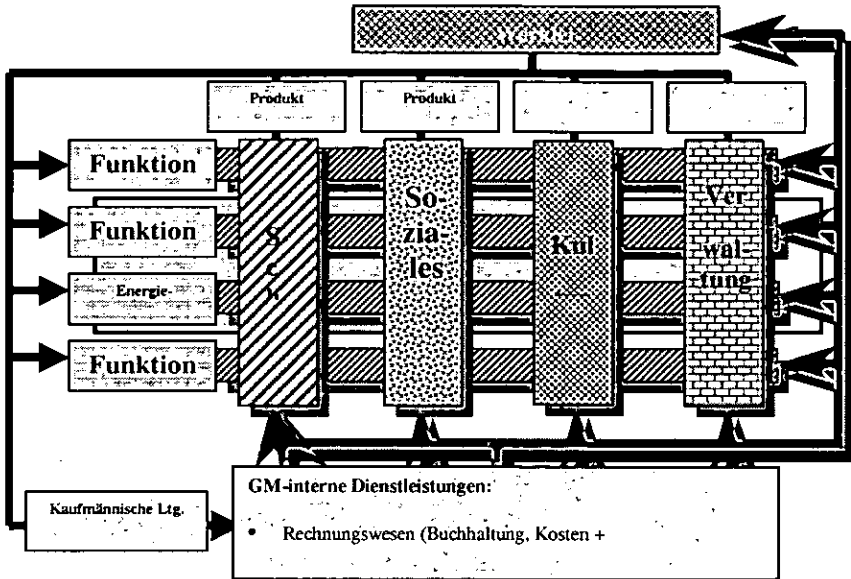 Produkt
Produkt
Funktion
Funktion
Energie-
Funktion
So-
zia-
les
Kul
Ver
wal-
tung
Kaufmännische Ltg.
GM-interne Dienstleistungen:
• Rechnungswesen (Buchhaltung, Kosten +